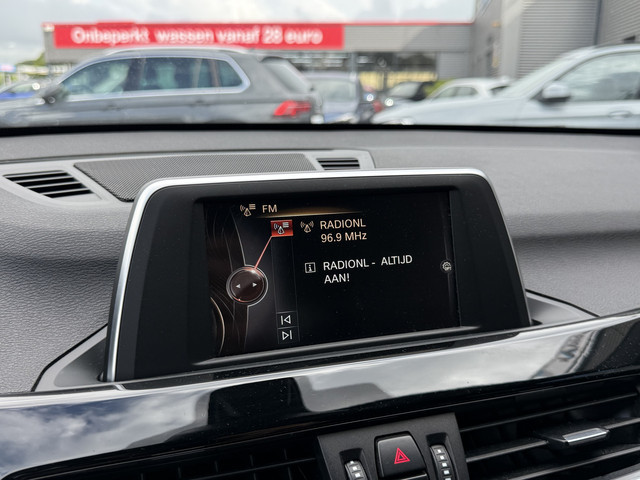 Onbeperkt wassen vanaf 28 euro
FM
RADIONL
96.9 MHz
RADIONL - ALTIJD
AAN!